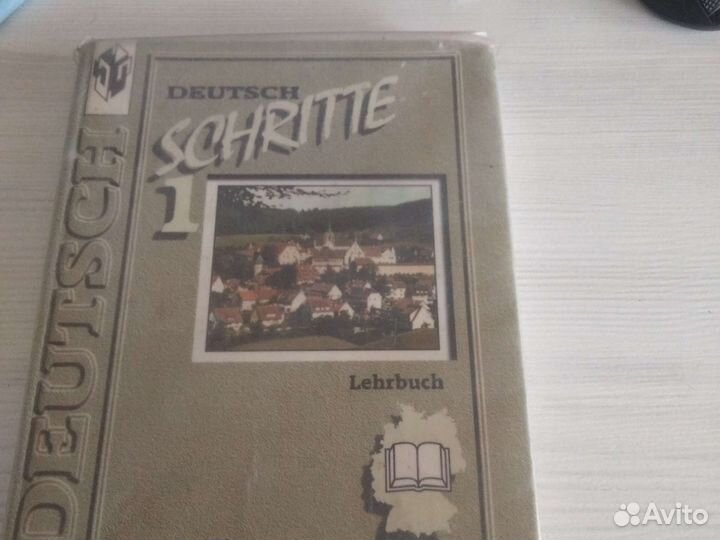 DEUTSCH
DEUTSCH
SCHRITTE
1
Lehrbuch
Avito